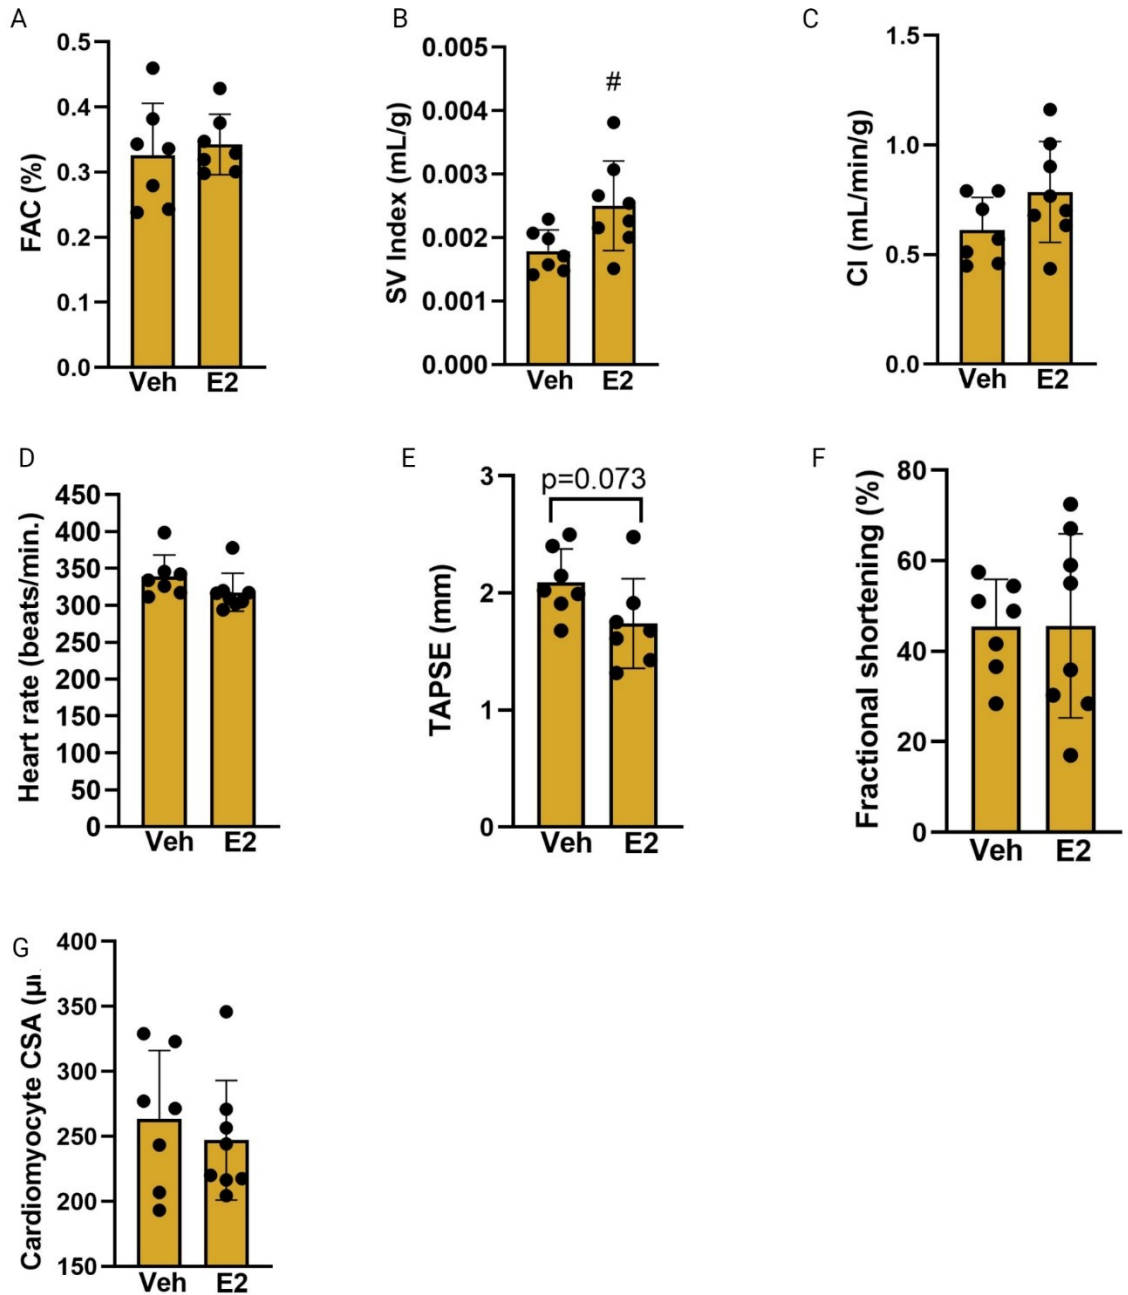 A
FAC (%)
0.5
0.4
0.3
0.2
0.1
0.0
Veh E2
B
SV Index (mL/g)
0.005
0.004
0.003
0.002
0.001
0.000
#
Veh E2
C
CI (mL/min/g)
1.5
1.0
0.5
0.0
Veh E2
D
Heart rate (beats/min.)
450
400
350
300
250
200
150
100
50
0
Veh E2
E
TAPSE (mm)
3
2
1
0
p=0.073
Veh E2
F
Fractional shortening (%)
80
60
40
20
0
Veh E2
G
Cardiomyocyte CSA (µ
400
350
300
250
200
150
Veh E2